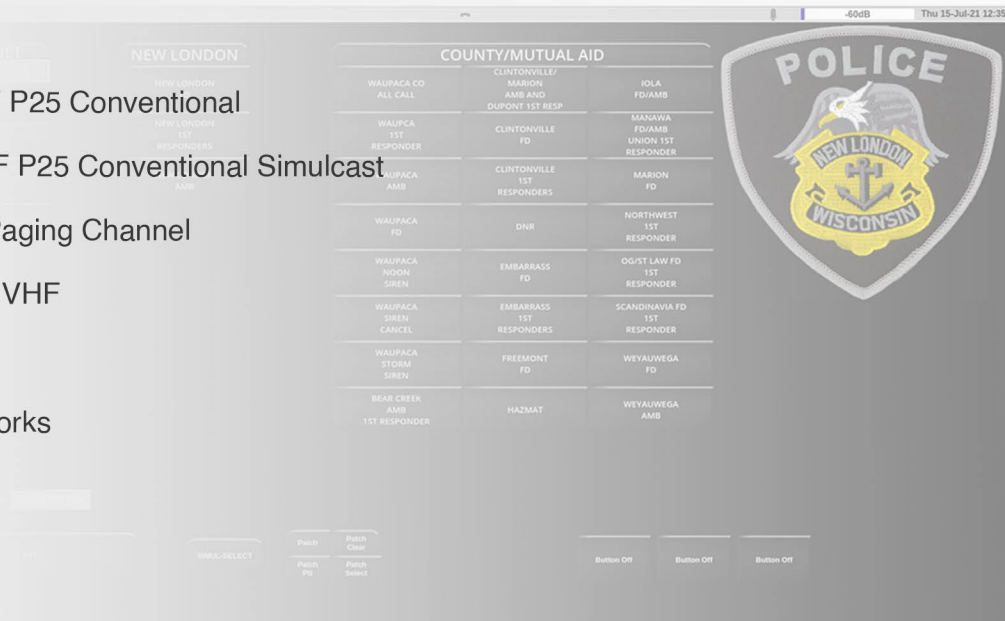 -60dB
Thu 15-Jul-21 12:35
NEW LONDON
COUNTY/MUTUAL AID
P25 Conventional
F P25 Conventional Simulcast
Paging Channel
VHF
orks
NEW LONDON
NEW LONDON
1ST
RESPONDERS
AMB
WAUPACA CO
ALL CALL
CLINTONVILLE/
MARION
AMB AND
DUPONT 1ST RESP
IOLA
FD/AMB
WAUPCA
1ST
RESPONDER
CLINTONVILLE
FD
MANAWA
FD/AMB
UNION 1ST
RESPONDER
WAUPACA
AMB
CLINTONVILLE
1ST
RESPONDERS
MARION
FD
WAUPACA
FD
DNR
NORTHWEST
1ST
RESPONDER
WAUPACA
NOON
SIREN
EMBARRASS
FD
OG/ST LAW FD
1ST
RESPONDER
WAUPACA
SIREN
CANCEL
EMBARRASS
1ST
RESPONDERS
SCANDINAVIA FD
1ST
RESPONDER
WAUPACA
STORM
SIREN
FREEMONT
FD
WEYAUWEGA
FD
BEAR CREEK
AMB
1ST RESPONDER
HAZMAT
WEYAUWEGA
AMB
SIMUL-SELECT
Patch
Patch
Clear
Patch
Ptt
Patch
Select
Button Off
Button Off
Button Off
POLICE
NEW LONDON
WISCONSIN